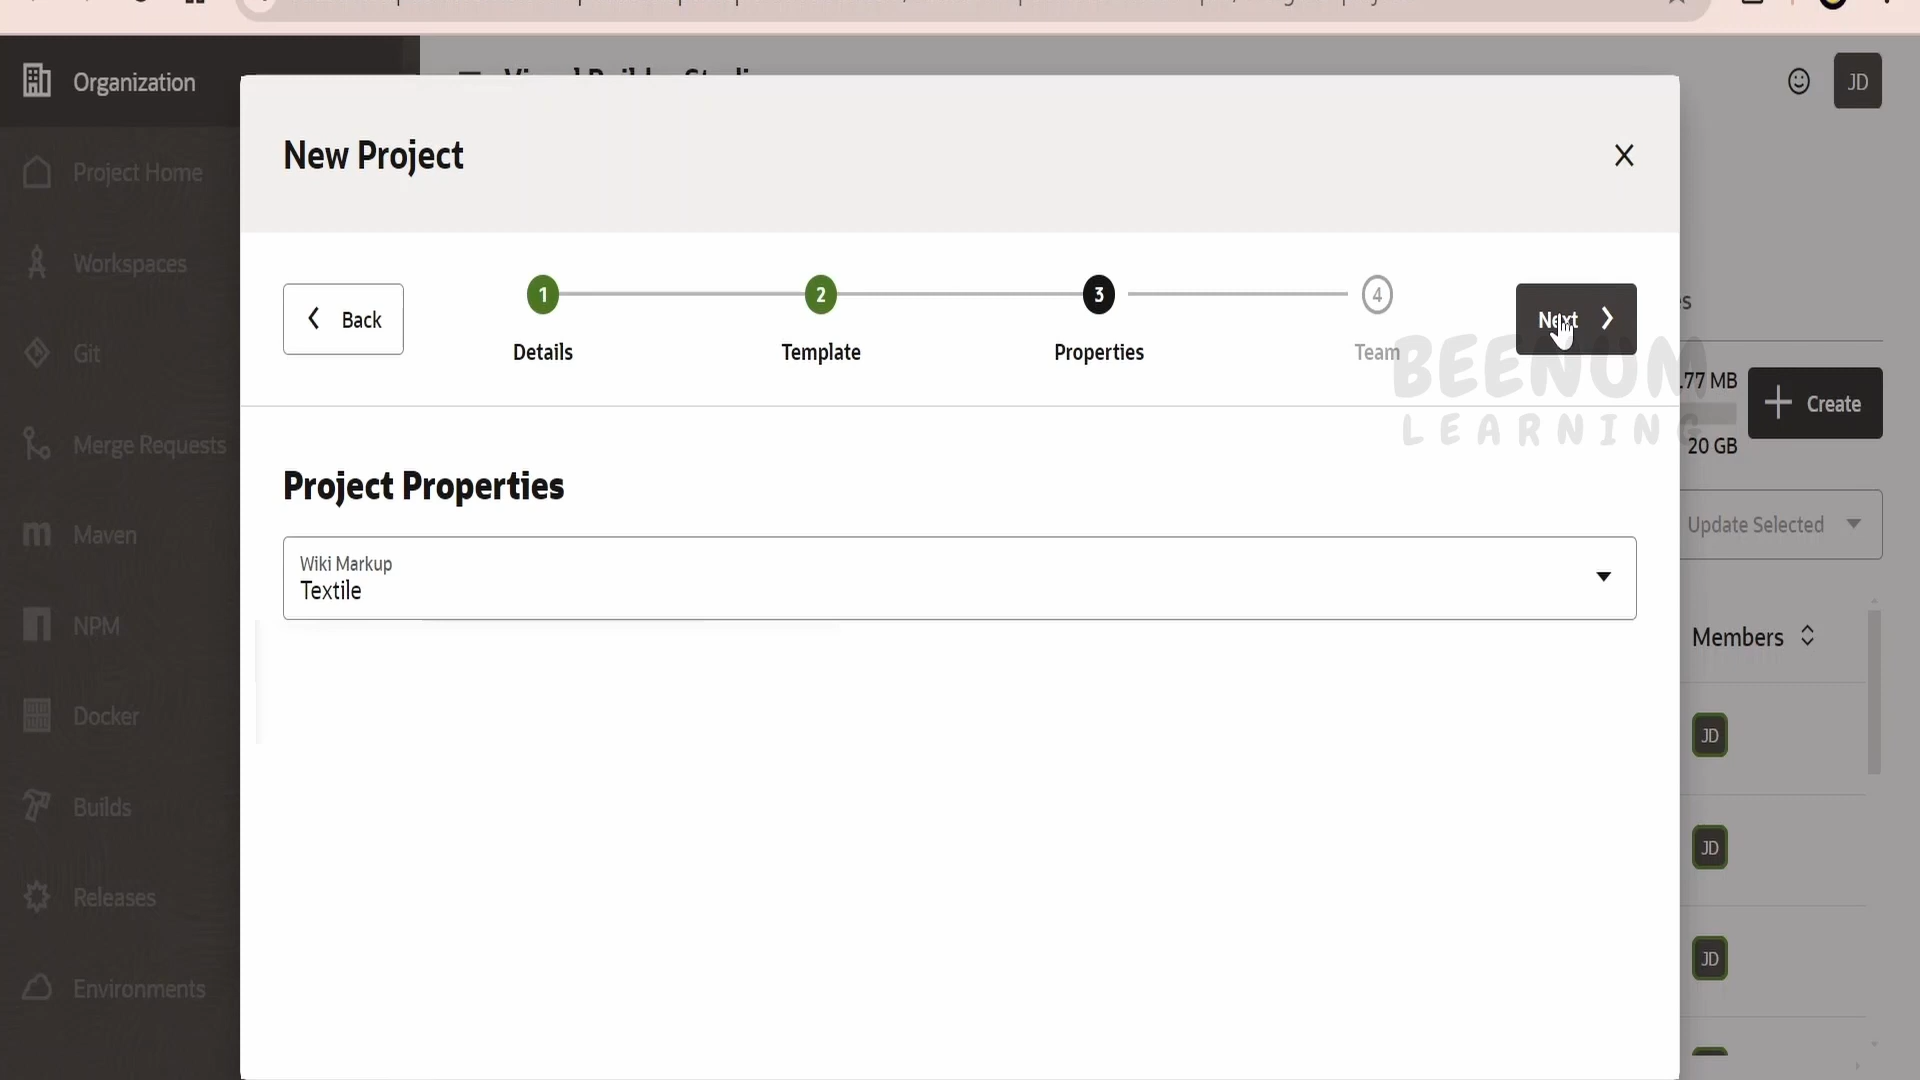 Organization
Project Home
Workspaces
Git
Merge Requests
Maven
NPM
Docker
Builds
Releases
Environments
JD
New Project
Back
1
2
3
4
Details
Template
Properties
Team
Next
BEENUM
LEARNING
Project Properties
Wiki Markup
Textile
.77 MB
20 GB
Create
Update Selected
Members
JD
JD
JD